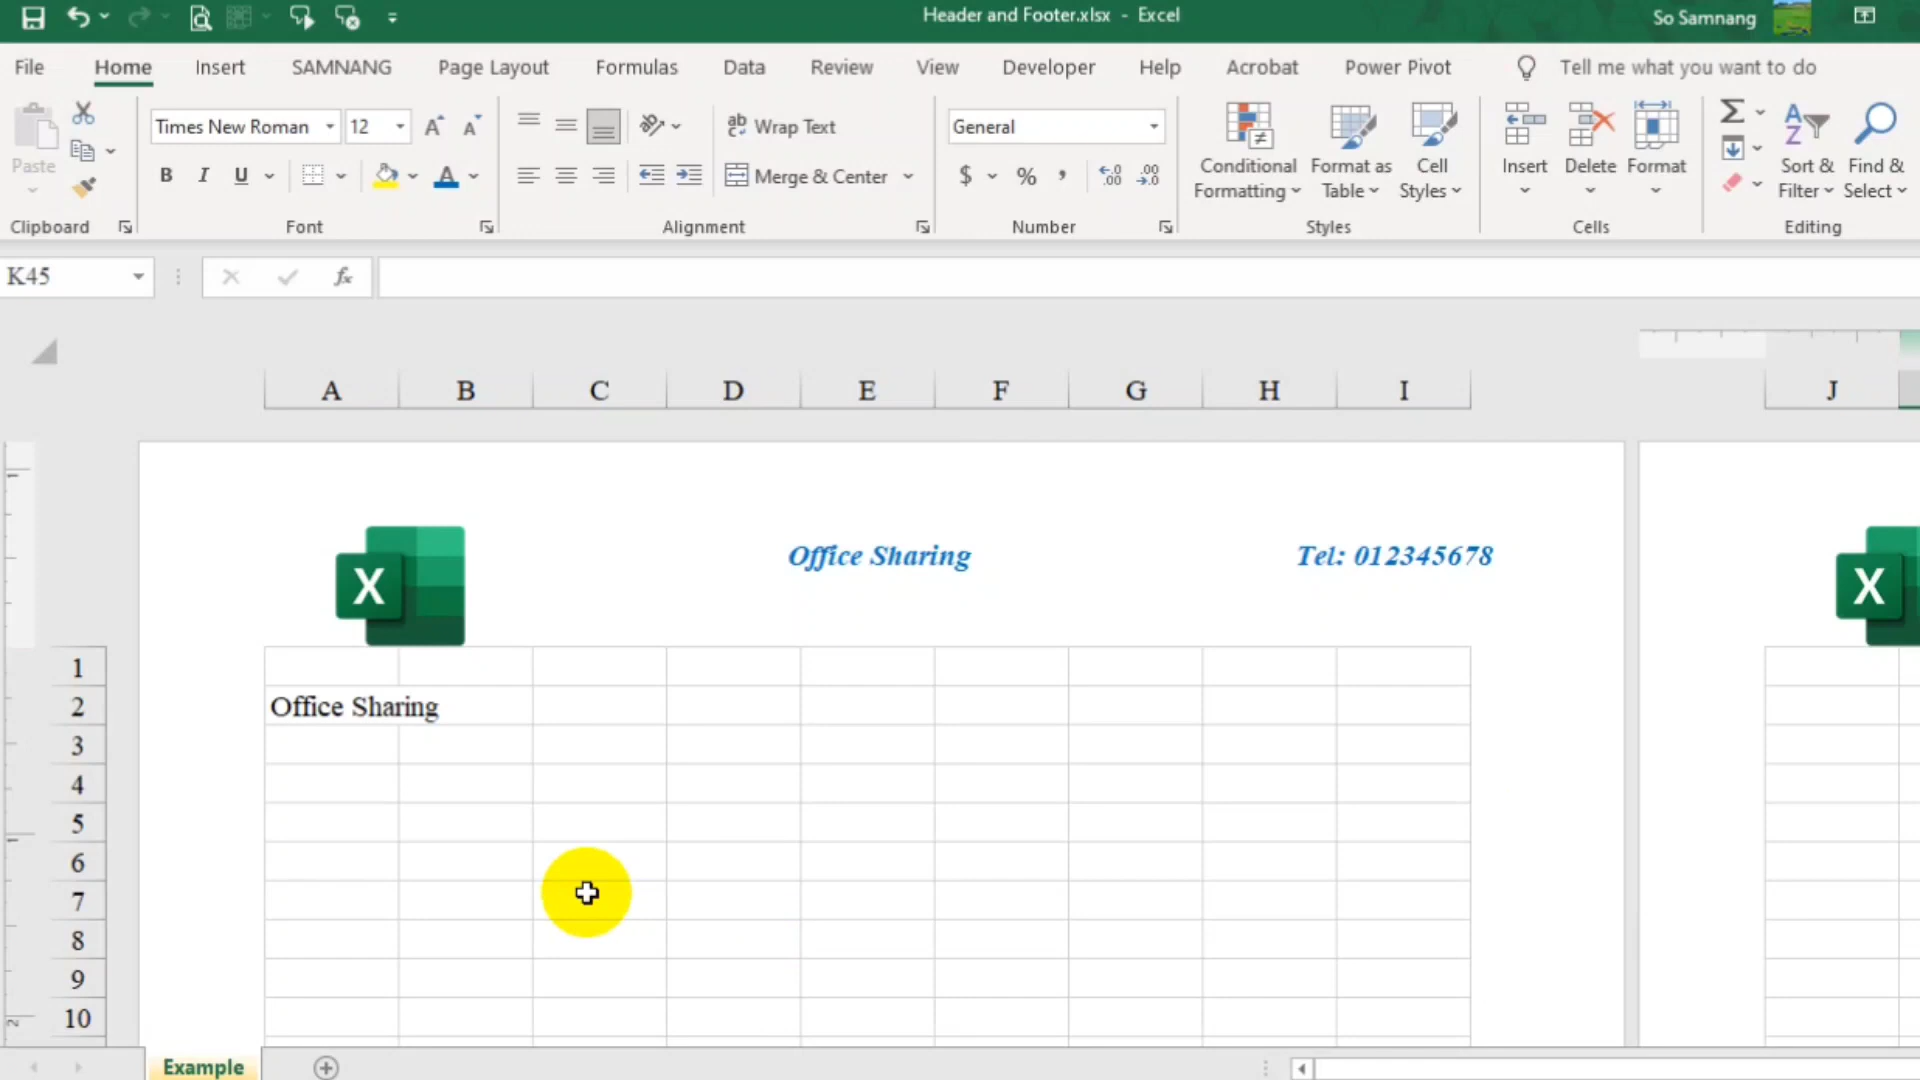 Header and Footer.xlsx - Excel
So Samnang
File Home Insert SAMNANG Page Layout Formulas Data Review View Developer Help Acrobat Power Pivot Tell me what you want to do
Paste
Times New Roman 12
B I U
ab Wrap Text
Merge & Center
General
$ % ,
Conditional Formatting
Format as Table
Cell Styles
Insert Delete Format
Sort & Filter
Find & Select
Clipboard Font Alignment Number Styles Cells Editing
K45 fx
A B C D E F G H I J
X Office Sharing Tel: 012345678 X
1
2 Office Sharing
3
4
5
6
7
8
9
10
Example